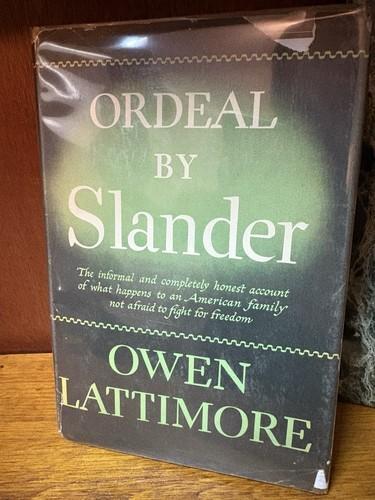 ORDEAL
BY
Slander
The informal and completely honest account
of what happens to an American family
not afraid to fight for freedom
OWEN
LATTIMORE